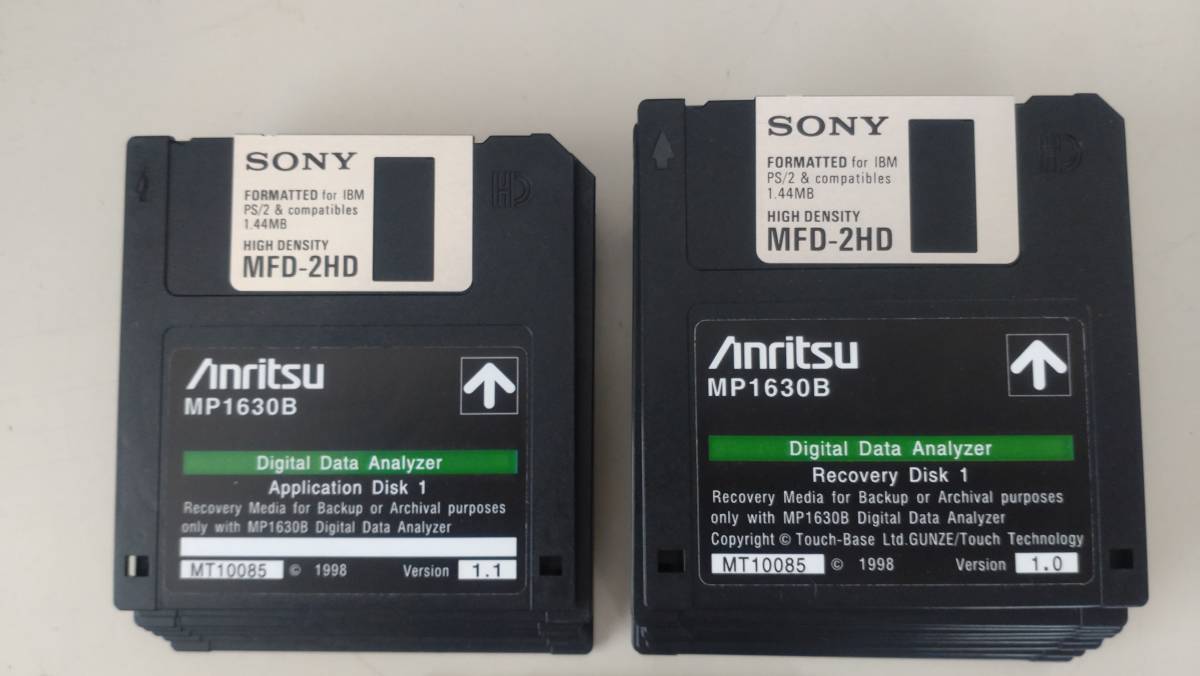 SONY
FORMATTED for IBM
PS/2 & compatibles
1.44MB
HIGH DENSITY
MFD-2HD
HD
Anritsu
MP1630B
Digital Data Analyzer
Application Disk 1
Recovery Media for Backup or Archival purposes
only with MP1630B Digital Data Analyzer
MT10085 © 1998 Version 1.1
SONY
FORMATTED for IBM
PS/2 & compatibles
1.44MB
HIGH DENSITY
MFD-2HD
HD
Anritsu
MP1630B
Digital Data Analyzer
Recovery Disk 1
Recovery Media for Backup or Archival purposes
only with MP1630B Digital Data Analyzer
Copyright © Touch-Base Ltd.GUNZE/Touch Technology
MT10085 © 1998 Version 1.0